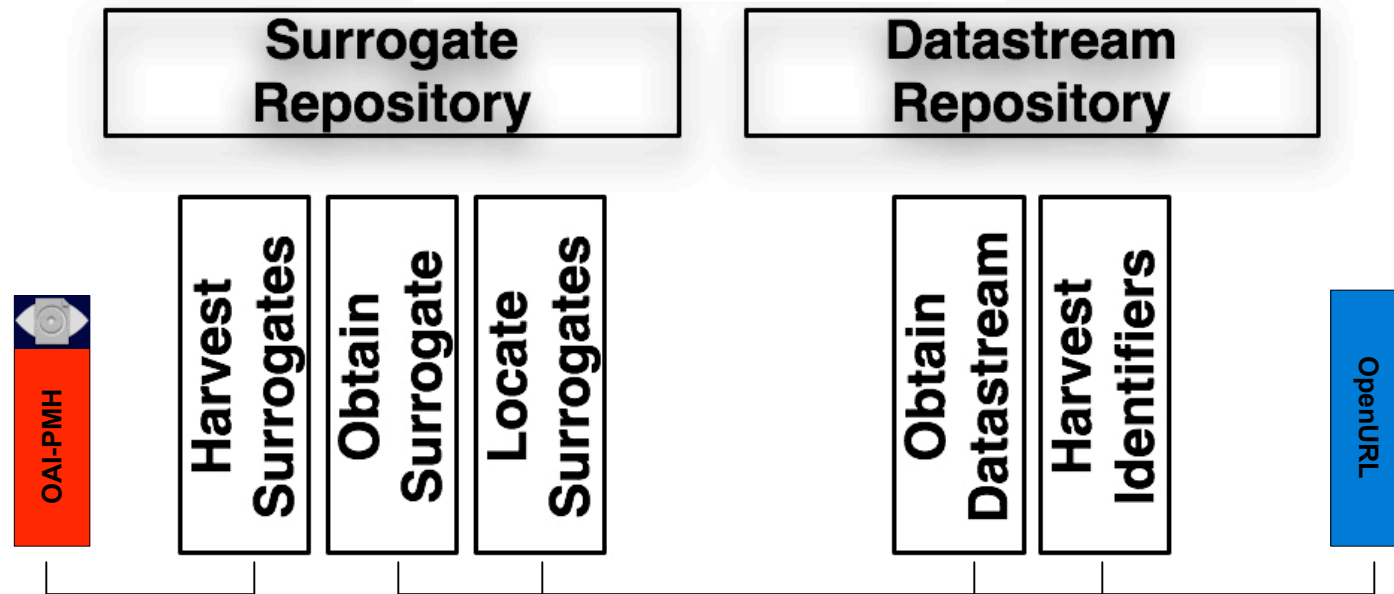 Surrogate
Repository
Datastream
Repository
OAI-PMH
Harvest
Surrogates
Obtain
Surrogate
Locate
Surrogates
Obtain
Datastream
Harvest
Identifiers
OpenURL